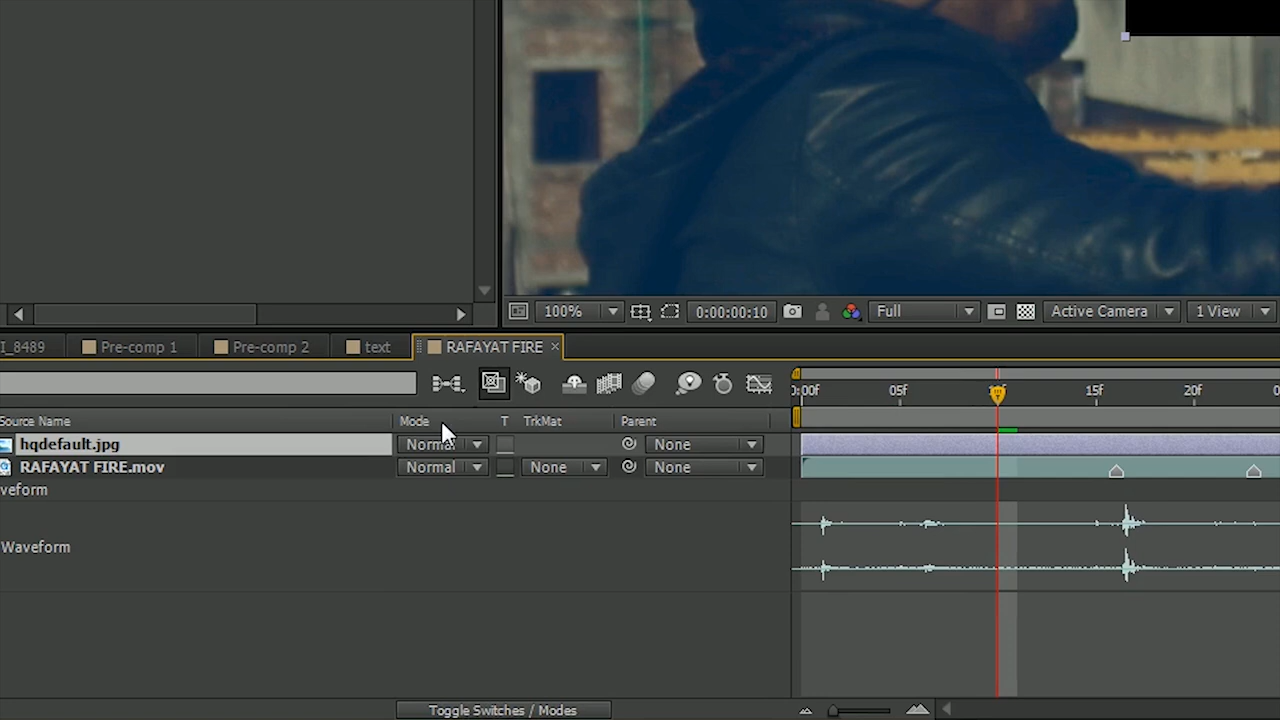 100%
0:00:00:10
Full
Active Camera
1 View
I_8489
Pre-comp 1
Pre-comp 2
text
RAFAYAT FIRE ×
0:00f 05f 15f 20f
Source Name Mode T TrkMat Parent
hqdefault.jpg Normal None
RAFAYAT FIRE.mov Normal None None
veform
Waveform
Toggle Switches / Modes